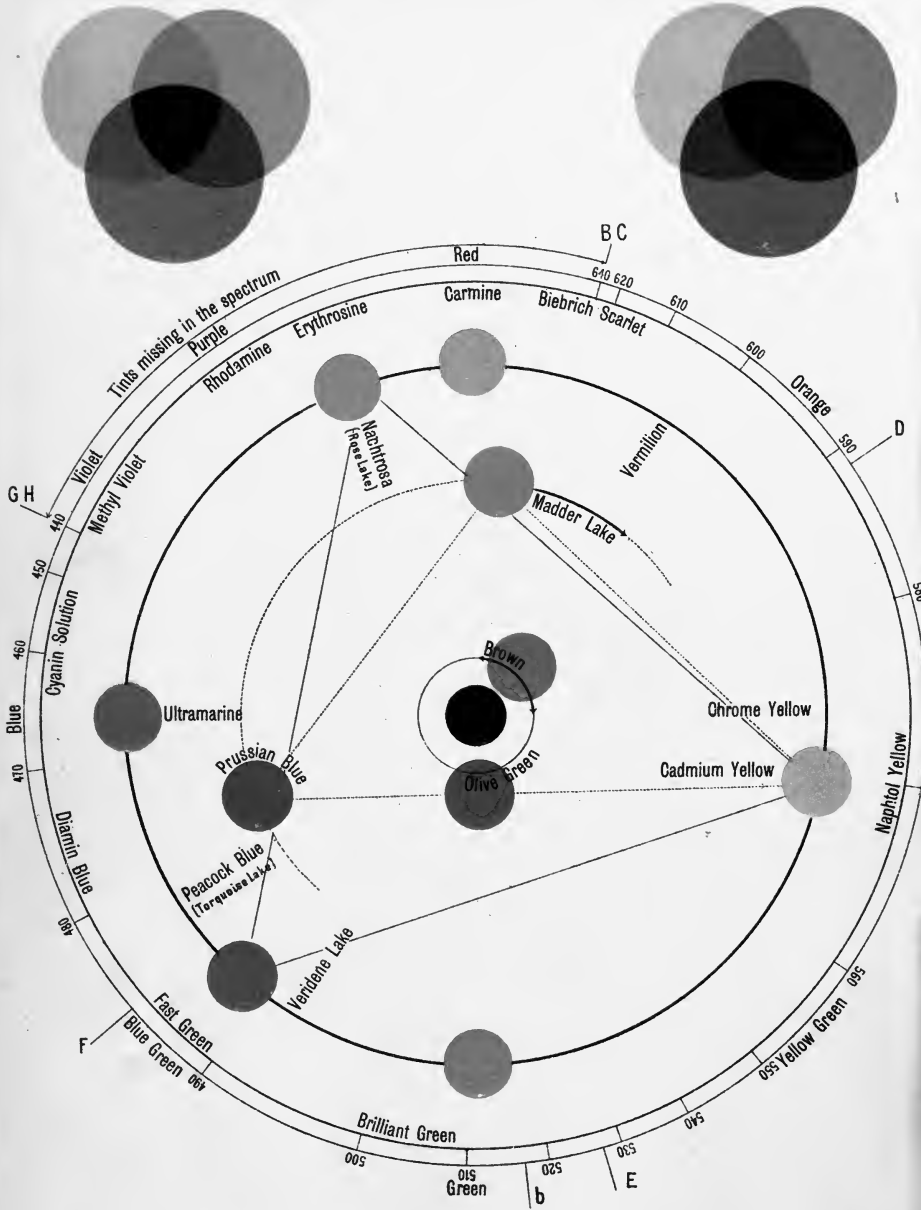 B C
Red
640 620
610
600
Orange
590
D
Tints missing in the spectrum
Purple
Violet
G H
440
450
460
Blue
470
480
F
Blue Green
490
500
510
Green
520
b
530
E
540
550
Yellow Green
560
Carmine
Biebrich Scarlet
Erythrosine
Rhodamine
Methyl Violet
Cyanin Solution
Diamin Blue
Fast Green
Brilliant Green
Naphtol Yellow
Vermilion
Nachtrosa
(Rose Lake)
Madder Lake
Brown
Chrome Yellow
Cadmium Yellow
Ultramarine
Prussian Blue
Olive Green
Peacock Blue
(Torquoise Lake)
Veridene Lake